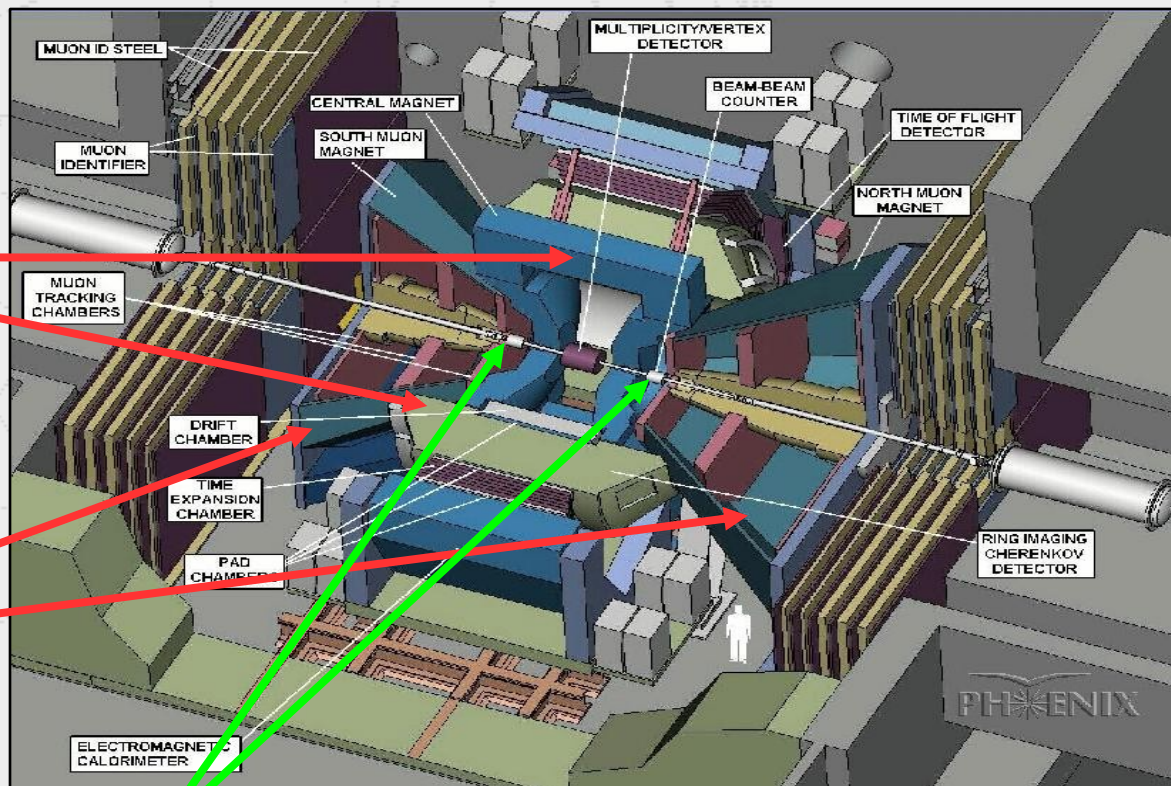 MUON ID STEEL
MULTIPLICITY/VERTEX
DETECTOR
BEAM-BEAM
COUNTER
CENTRAL MAGNET
TIME OF FLIGHT
DETECTOR
SOUTH MUON
MAGNET
MUON
IDENTIFIER
NORTH MUON
MAGNET
MUON
TRACKING
CHAMBERS
DRIFT
CHAMBER
TIME
EXPANSION
CHAMBER
PAD
CHAMBERS
RING IMAGING
CHERENKOV
DETECTOR
ELECTROMAGNETIC
CALORIMETER
PHENIX